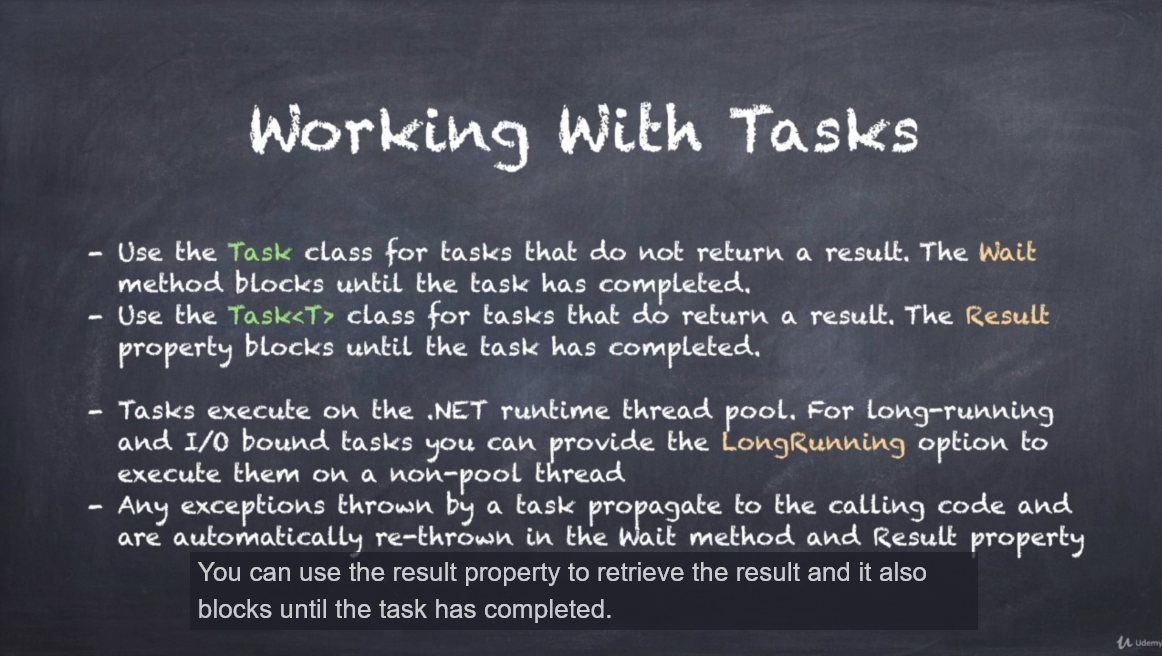 Working With Tasks
- Use the Task class for tasks that do not return a result. The Wait
method blocks until the task has completed.
- Use the Task<T> class for tasks that do return a result. The Result
property blocks until the task has completed.
- Tasks execute on the .NET runtime thread pool. For long-running
and I/O bound tasks you can provide the LongRunning option to
execute them on a non-pool thread
- Any exceptions thrown by a task propagate to the calling code and
are automatically re-thrown in the Wait method and Result property
You can use the result property to retrieve the result and it also
blocks until the task has completed.
Udemy